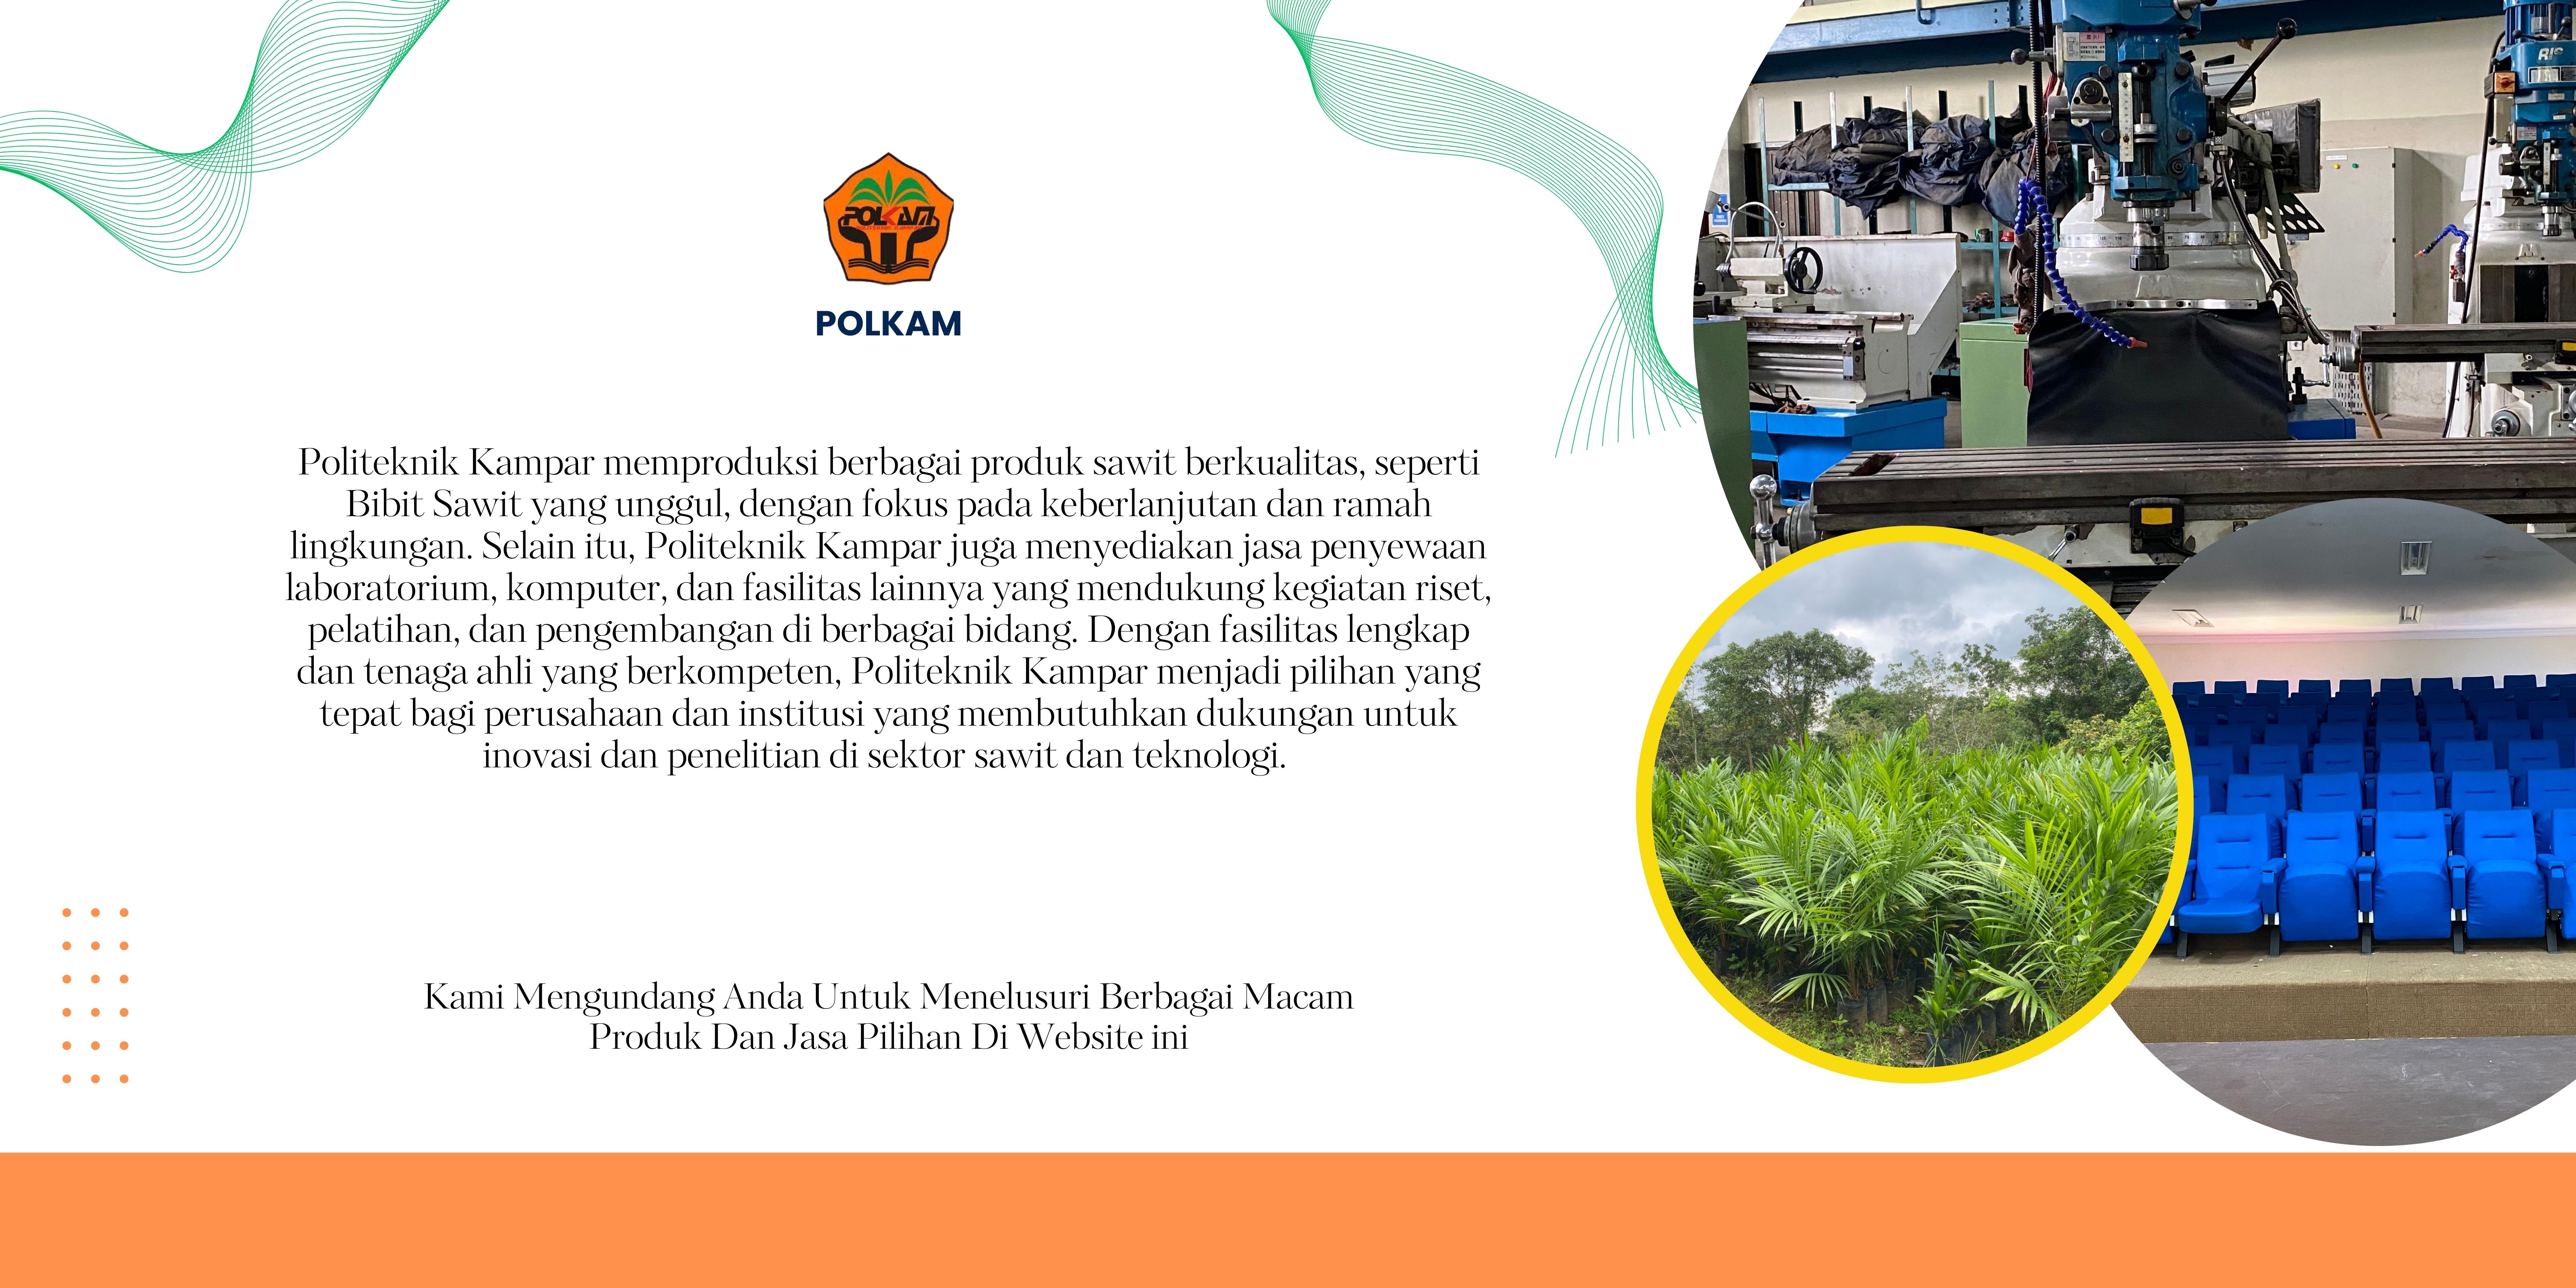 POLKAM
POLITEKNIK KAMPAR
POLKAM
Politeknik Kampar memproduksi berbagai produk sawit berkualitas, seperti
Bibit Sawit yang unggul, dengan fokus pada keberlanjutan dan ramah
lingkungan. Selain itu, Politeknik Kampar juga menyediakan jasa penyewaan
laboratorium, komputer, dan fasilitas lainnya yang mendukung kegiatan riset,
pelatihan, dan pengembangan di berbagai bidang. Dengan fasilitas lengkap
dan tenaga ahli yang berkompeten, Politeknik Kampar menjadi pilihan yang
tepat bagi perusahaan dan institusi yang membutuhkan dukungan untuk
inovasi dan penelitian di sektor sawit dan teknologi.
Kami Mengundang Anda Untuk Menelusuri Berbagai Macam
Produk Dan Jasa Pilihan Di Website ini